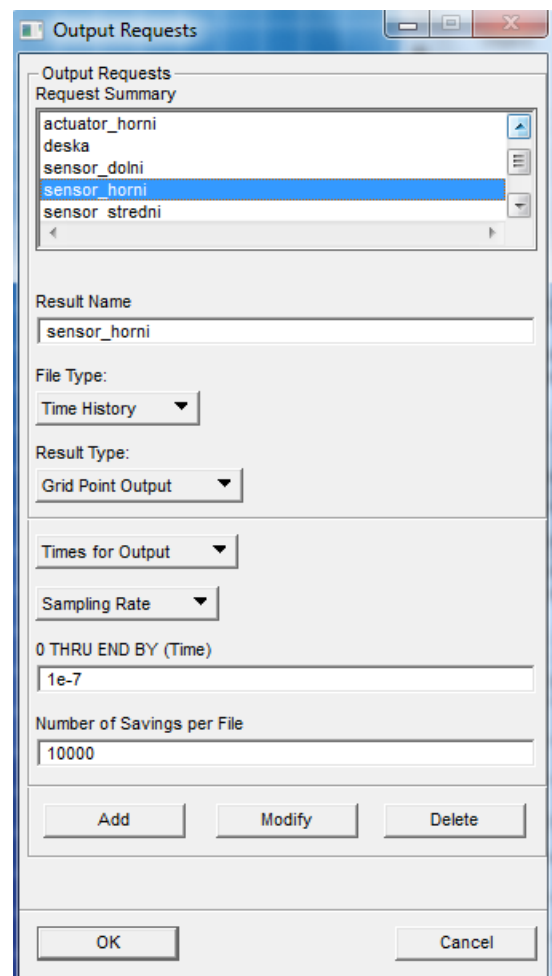 Output Requests
Output Requests
Request Summary
actuator_horni
deska
sensor_dolni
sensor_horni
sensor_stredni
Result Name
sensor_horni
File Type:
Time History
Result Type:
Grid Point Output
Times for Output
Sampling Rate
0 THRU END BY (Time)
1e-7
Number of Savings per File
10000
Add Modify Delete
OK Cancel